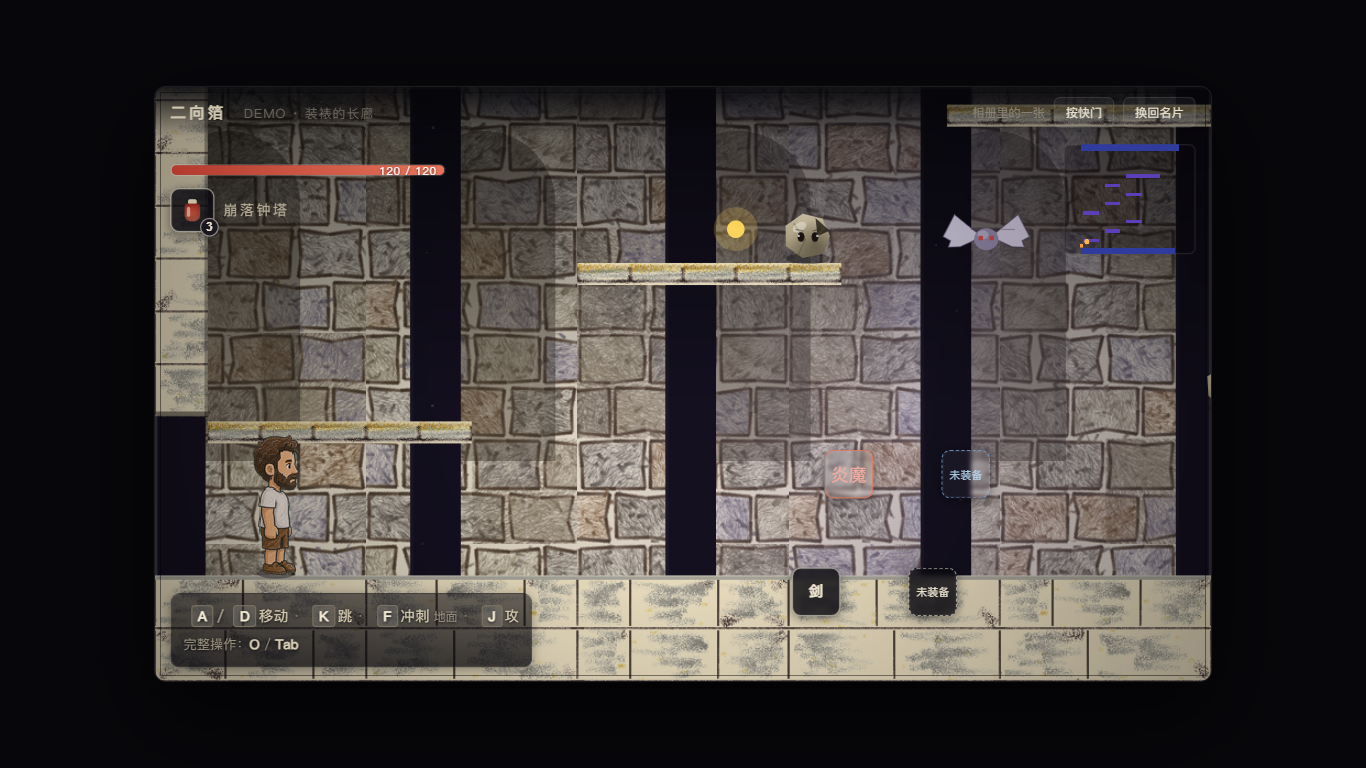 二向箔 DEMO · 装裱的长廊
相册里的一张 按快门 换回名片
120 / 120
3 崩落钟塔
炎魔 未装备
剑 未装备
A / D 移动 · K 跳 · F 冲刺 地面 · J 攻
完整操作: O / Tab